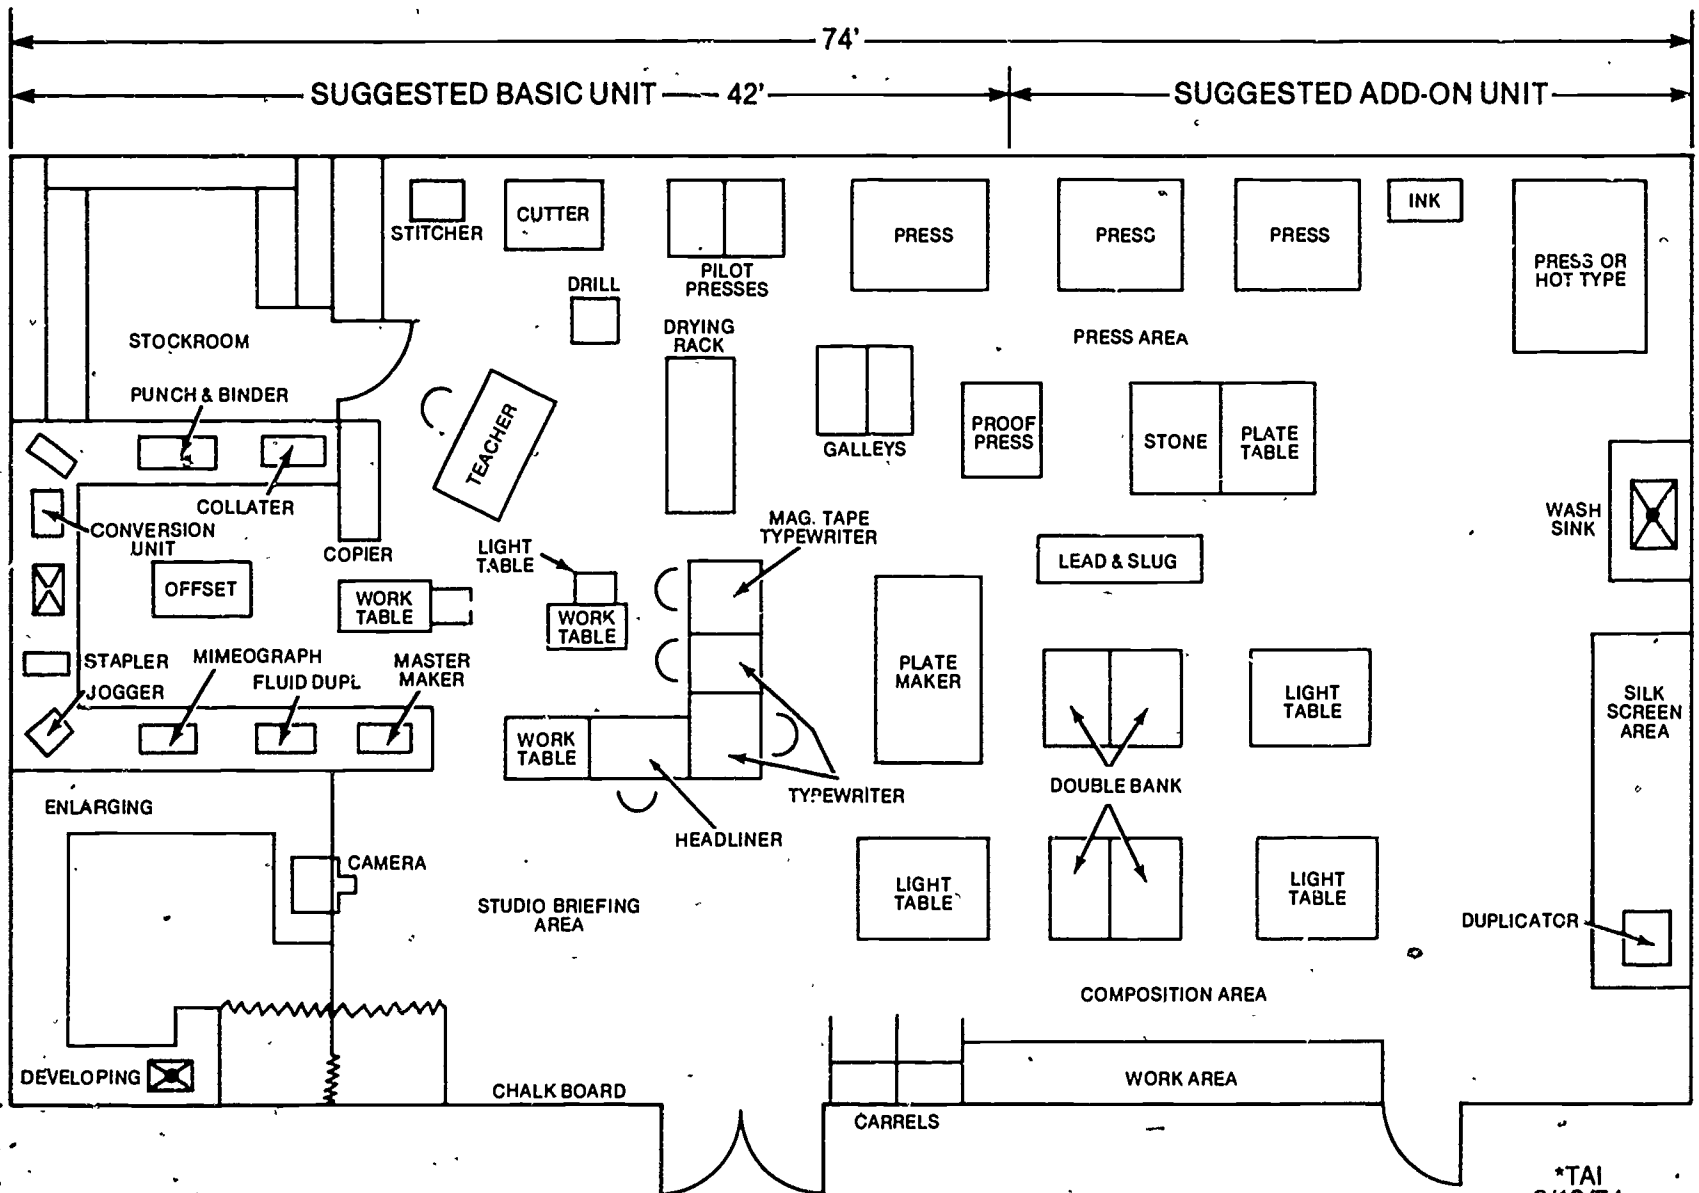 74'
SUGGESTED BASIC UNIT 42'
SUGGESTED ADD-ON UNIT
STITCHER
CUTTER
PILOT
PRESSES
PRESS
PRESS
PRESS
INK
PRESS OR
HOT TYPE
DRILL
DRYING
RACK
PRESS AREA
STOCKROOM
PUNCH & BINDER
TEACHER
GALLEYS
PROOF
PRESS
STONE
PLATE
TABLE
COLLATER
CONVERSION
UNIT
COPIER
LIGHT
TABLE
MAG. TAPE
TYPEWRITER
WASH
SINK
LEAD & SLUG
OFFSET
WORK
TABLE
WORK
TABLE
STAPLER
MIMEOGRAPH
FLUID DUPL
MASTER
MAKER
JOGGER
PLATE
MAKER
LIGHT
TABLE
SILK
SCREEN
AREA
WORK
TABLE
DOUBLE BANK
TYPEWRITER
HEADLINER
ENLARGING
CAMERA
STUDIO BRIEFING
AREA
LIGHT
TABLE
LIGHT
TABLE
DUPLICATOR
COMPOSITION AREA
DEVELOPING
CHALK BOARD
CARRELS
WORK AREA
*TAI